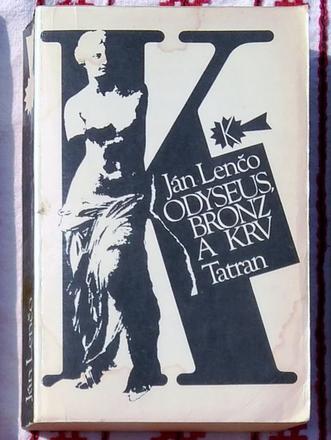 K
K
Ján Lenčo
ODYSEUS,
BRONZ
A KRV
Tatran
Ján Lenčo